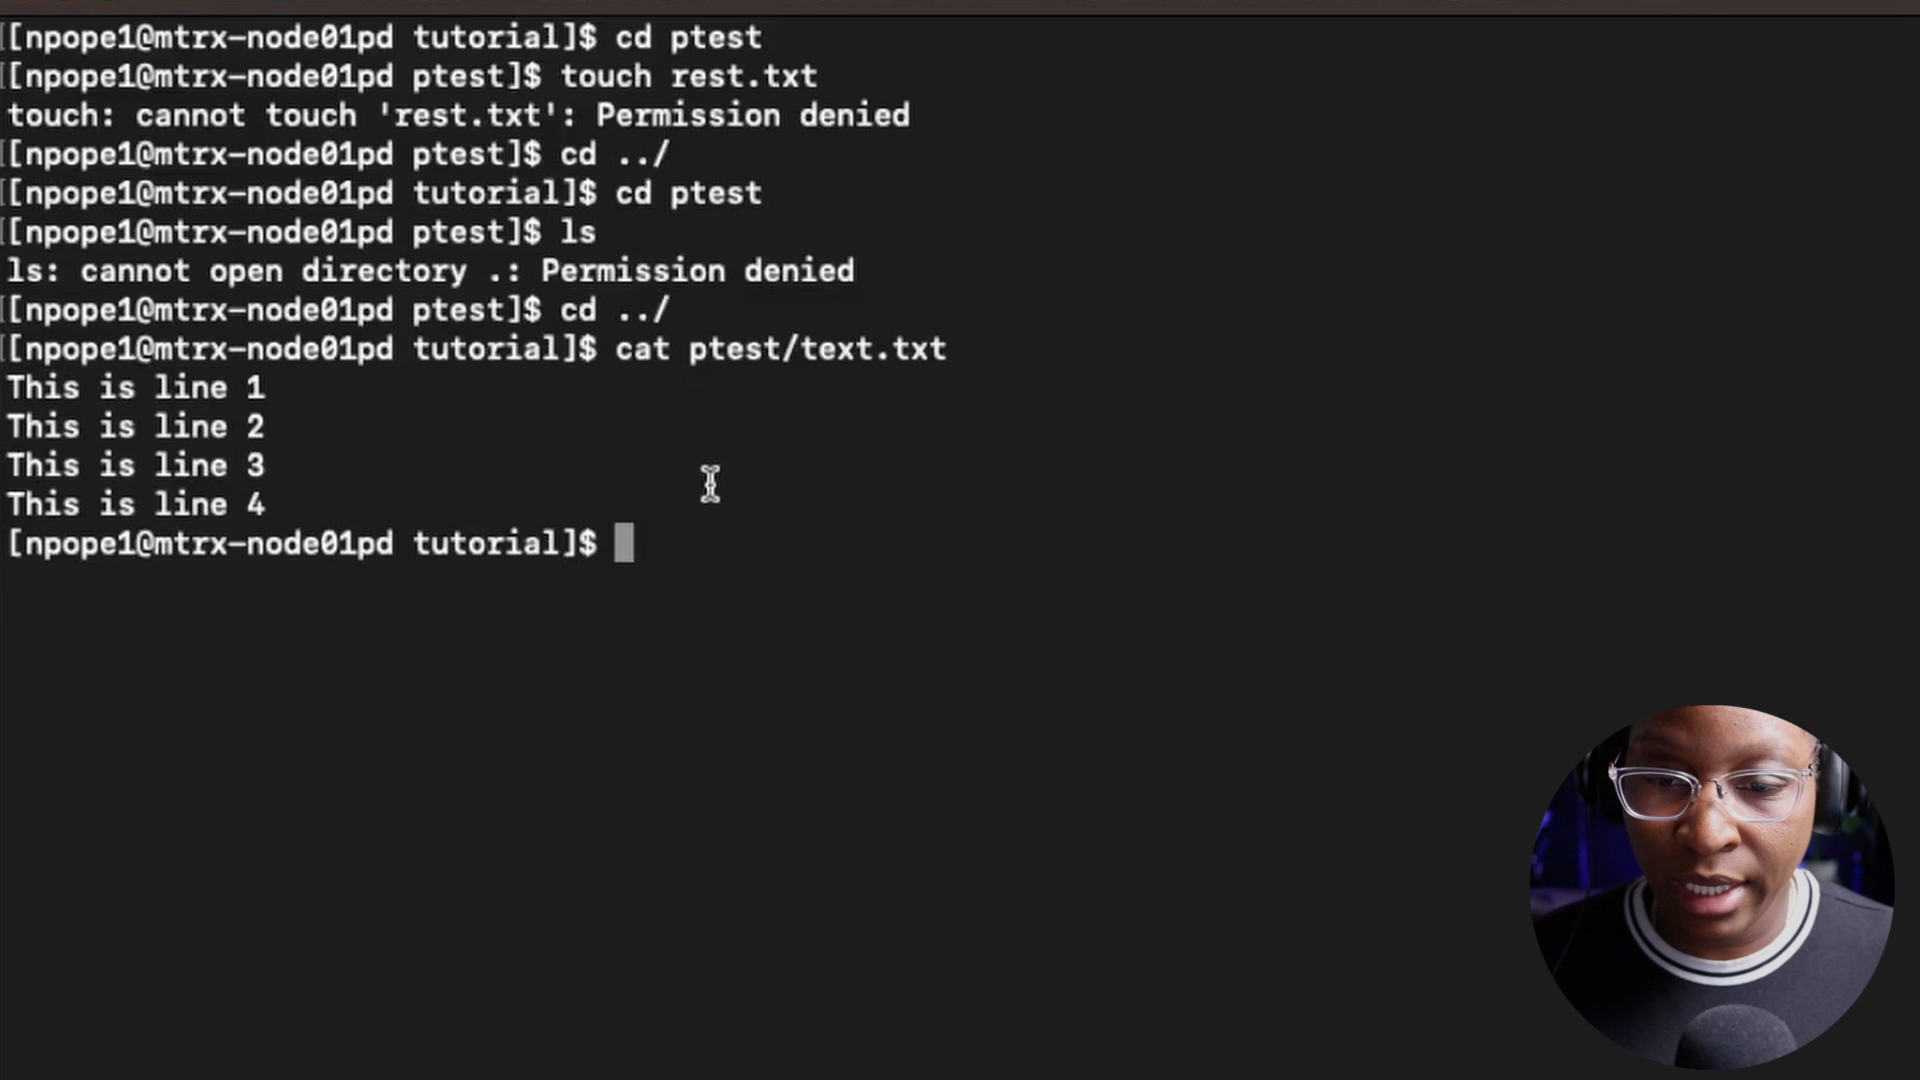 [[npope1@mtrx-node01pd tutorial]$ cd ptest
[[npope1@mtrx-node01pd ptest]$ touch rest.txt
touch: cannot touch 'rest.txt': Permission denied
[[npope1@mtrx-node01pd ptest]$ cd ../
[[npope1@mtrx-node01pd tutorial]$ cd ptest
[[npope1@mtrx-node01pd ptest]$ ls
ls: cannot open directory .: Permission denied
[[npope1@mtrx-node01pd ptest]$ cd ../
[[npope1@mtrx-node01pd tutorial]$ cat ptest/text.txt
This is line 1
This is line 2
This is line 3
This is line 4
[npope1@mtrx-node01pd tutorial]$